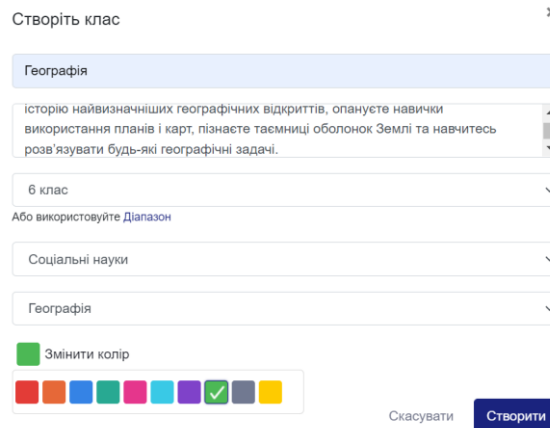 Створіть клас
Географія
історію найвизначніших географічних відкриттів, опануєте навички
використання планів і карт, пізнаєте таємниці оболонок Землі та навчитесь
розв’язувати будь-які географічні задачі.
6 клас
Або використовуйте Діапазон
Соціальні науки
Географія
Змінити колір
Скасувати
Створити